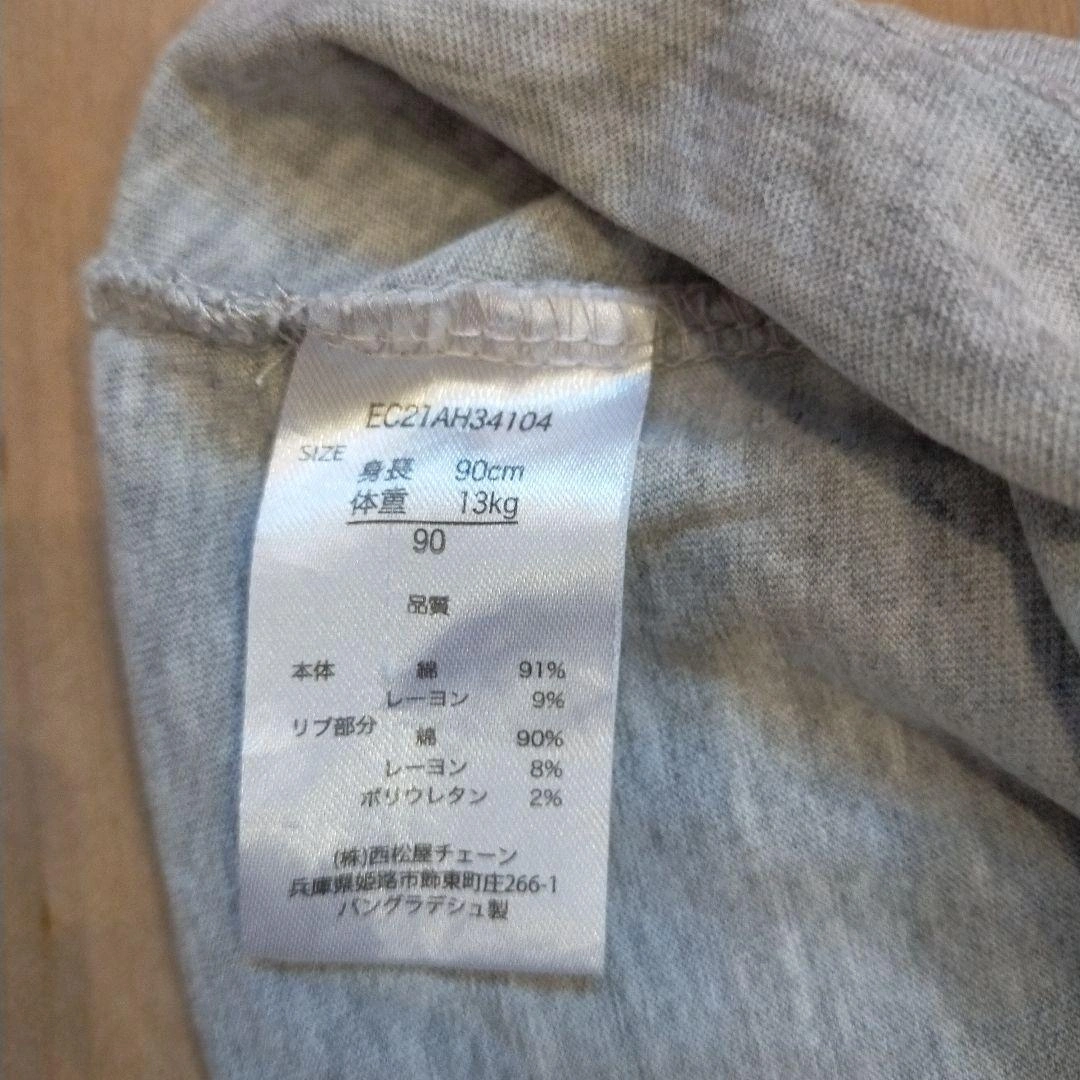 EC21AH34104
SIZE
身長 90cm
体重 13kg
90
品質
本体 綿 91%
レーヨン 9%
リブ部分 綿 90%
レーヨン 8%
ポリウレタン 2%
(株)西松屋チェーン
兵庫県姫路市飾東町庄266-1
バングラデシュ製